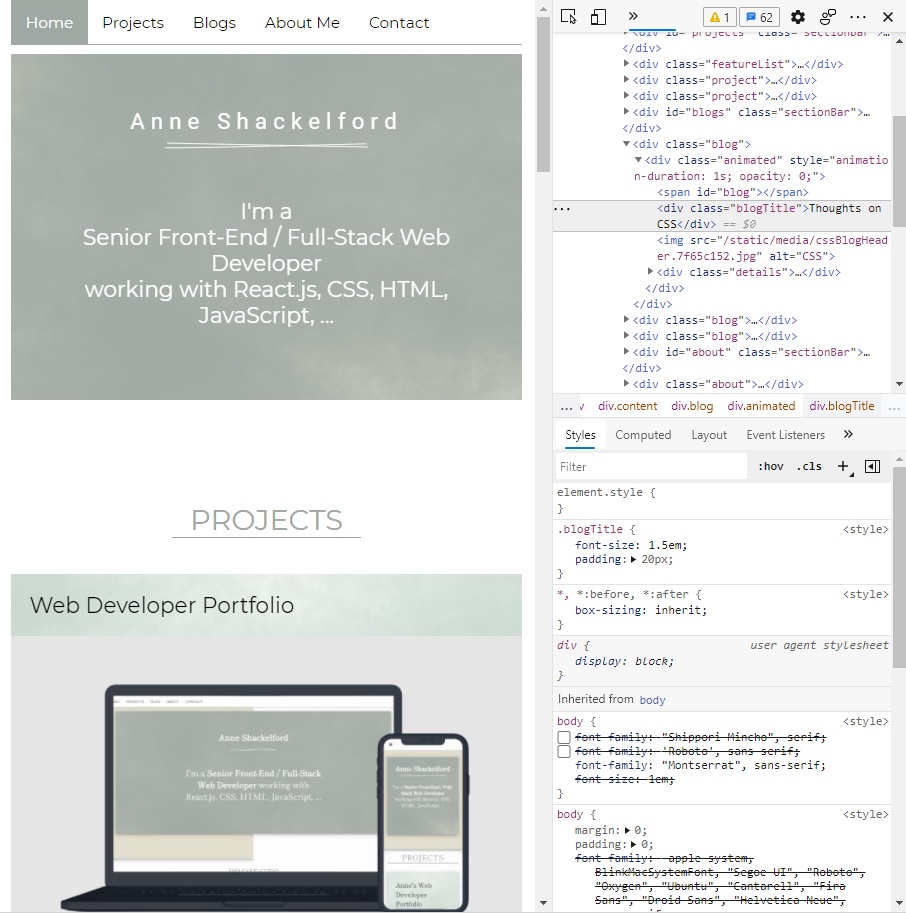 Home Projects Blogs About Me Contact
Anne Shackelford
I'm a
Senior Front-End / Full-Stack Web
Developer
working with React.js, CSS, HTML,
JavaScript, ...
PROJECTS
Web Developer Portfolio
Anne Shackelford
I'm a Senior Front-End / Full-Stack
Web Developer working with
React.js, CSS, HTML, JavaScript, ...
Anne Shackelford
I'm a Senior Front-End / Full-
Stack Web Developer
working with React.js, CSS,
HTML, JavaScript, ...
PROJECTS
Anne's Web
Developer
Portfolio
» 1 62 ... ×
<div id="projects" class="sectionBar">…
</div>
<div class="featureList">…</div>
<div class="project">…</div>
<div class="project">…</div>
<div id="blogs" class="sectionBar">…
</div>
<div class="blog">
<div class="animated" style="animatio
n-duration: 1s; opacity: 0;">
<span id="blog"></span>
... <div class="blogTitle">Thoughts on
CSS</div> == $0
<img src="/static/media/cssBlogHead
er.7f65c152.jpg" alt="CSS">
<div class="details">…</div>
</div>
</div>
<div class="blog">…</div>
<div class="blog">…</div>
<div id="about" class="sectionBar">…
</div>
<div class="about">…</div>
... v div.content div.blog div.animated div.blogTitle ...
Styles Computed Layout Event Listeners »
Filter :hov .cls +
element.style {
}
.blogTitle { <style>
font-size: 1.5em;
padding: 20px;
}
*, *:before, *:after { <style>
box-sizing: inherit;
}
div { user agent stylesheet
display: block;
}
Inherited from body
body { <style>
font-family: "Shippori Mincho", serif;
font-family: 'Roboto', sans-serif;
font-family: "Montserrat", sans-serif;
font-size: 1em;
}
body { <style>
margin: 0;
padding: 0;
font-family: -apple-system,
BlinkMacSystemFont, "Segoe UI", "Roboto",
"Oxygen", "Ubuntu", "Cantarell", "Fira
Sans", "Droid Sans", "Helvetica Neue",